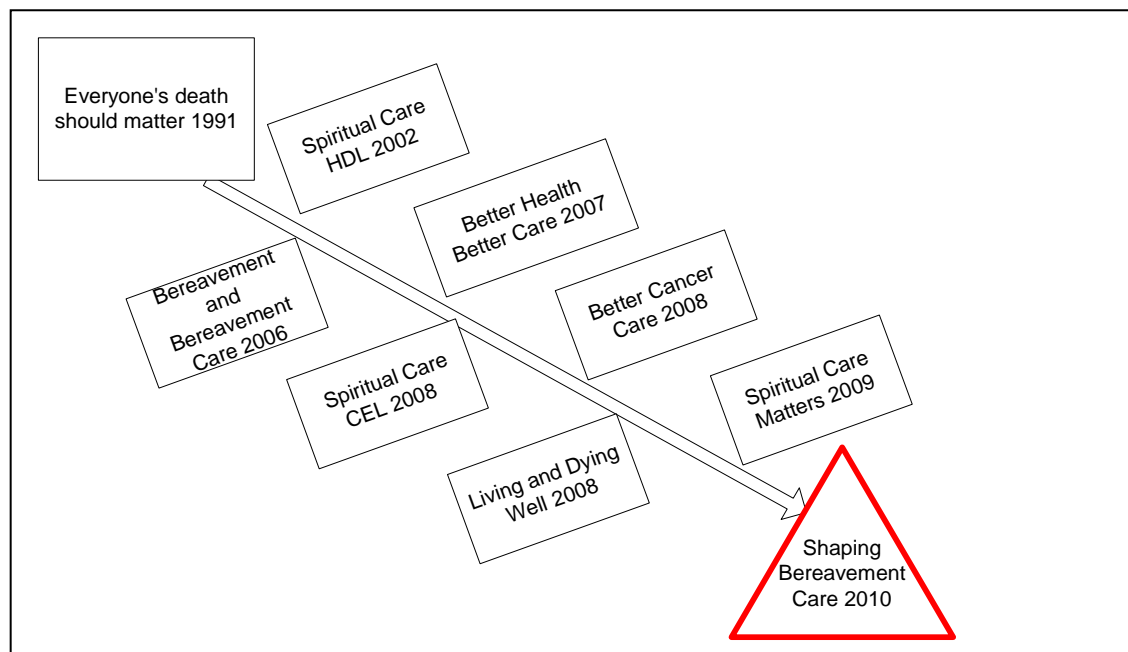 Everyone's death
should matter 1991
Spiritual Care
HDL 2002
Better Health
Better Care 2007
Bereavement
and
Bereavement
Care 2006
Better Cancer
Care 2008
Spiritual Care
CEL 2008
Spiritual Care
Matters 2009
Living and Dying
Well 2008
Shaping
Bereavement
Care 2010